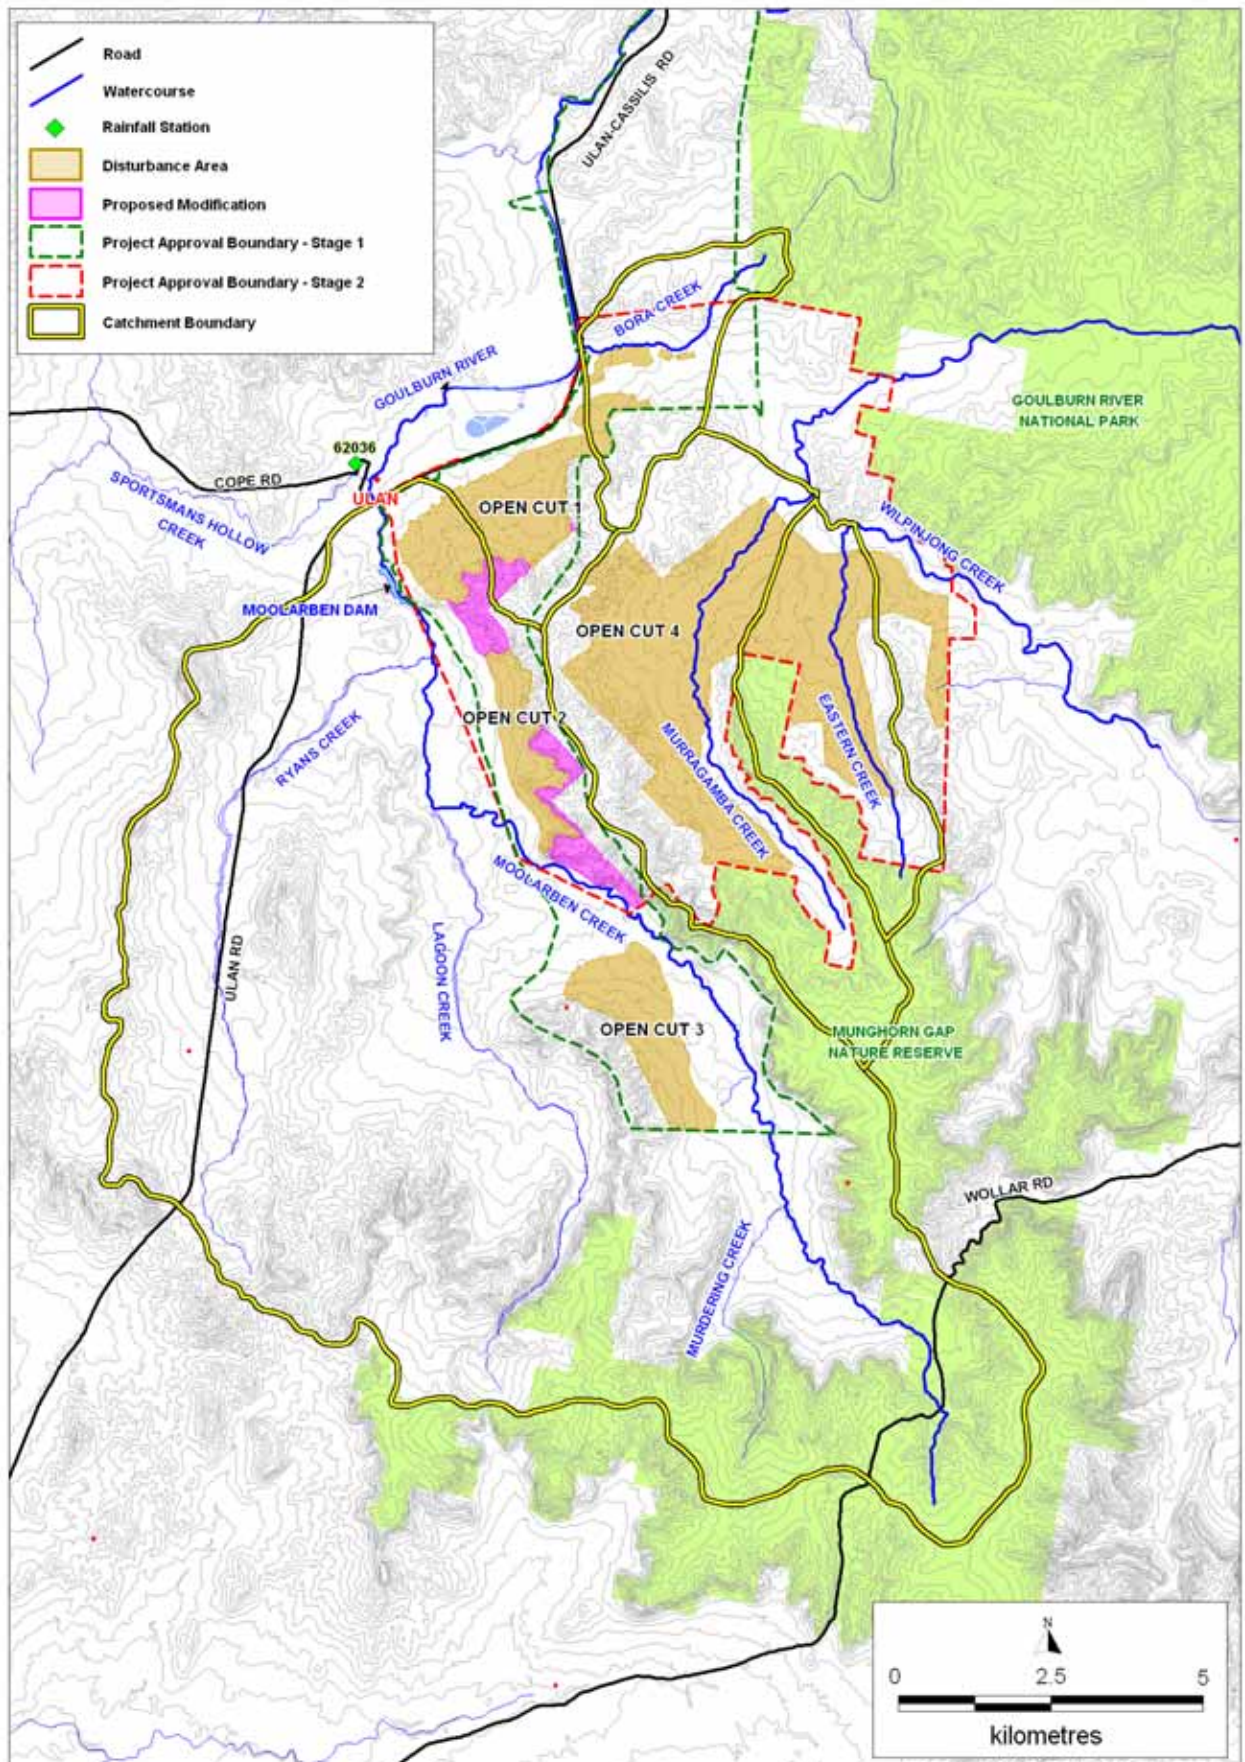 Road
Watercourse
Rainfall Station
Disturbance Area
Proposed Modification
Project Approval Boundary - Stage 1
Project Approval Boundary - Stage 2
Catchment Boundary
ULAN-CASSILIS RD
BORA CREEK
GOULBURN RIVER
GOULBURN RIVER
NATIONAL PARK
62036
COPE RD
ULAN
SPORTSMANS HOLLOW
CREEK
OPEN CUT 1
WILPINJONG CREEK
MOOLARBEN DAM
OPEN CUT 4
RYANS CREEK
OPEN CUT 2
MURRAGAMBA CREEK
EASTERN CREEK
MOOLARBEN CREEK
LAGOON CREEK
ULAN RD
OPEN CUT 3
MUNGHORN GAP
NATURE RESERVE
WOLLAR RD
MURDERING CREEK
N
0 2.5 5
kilometres